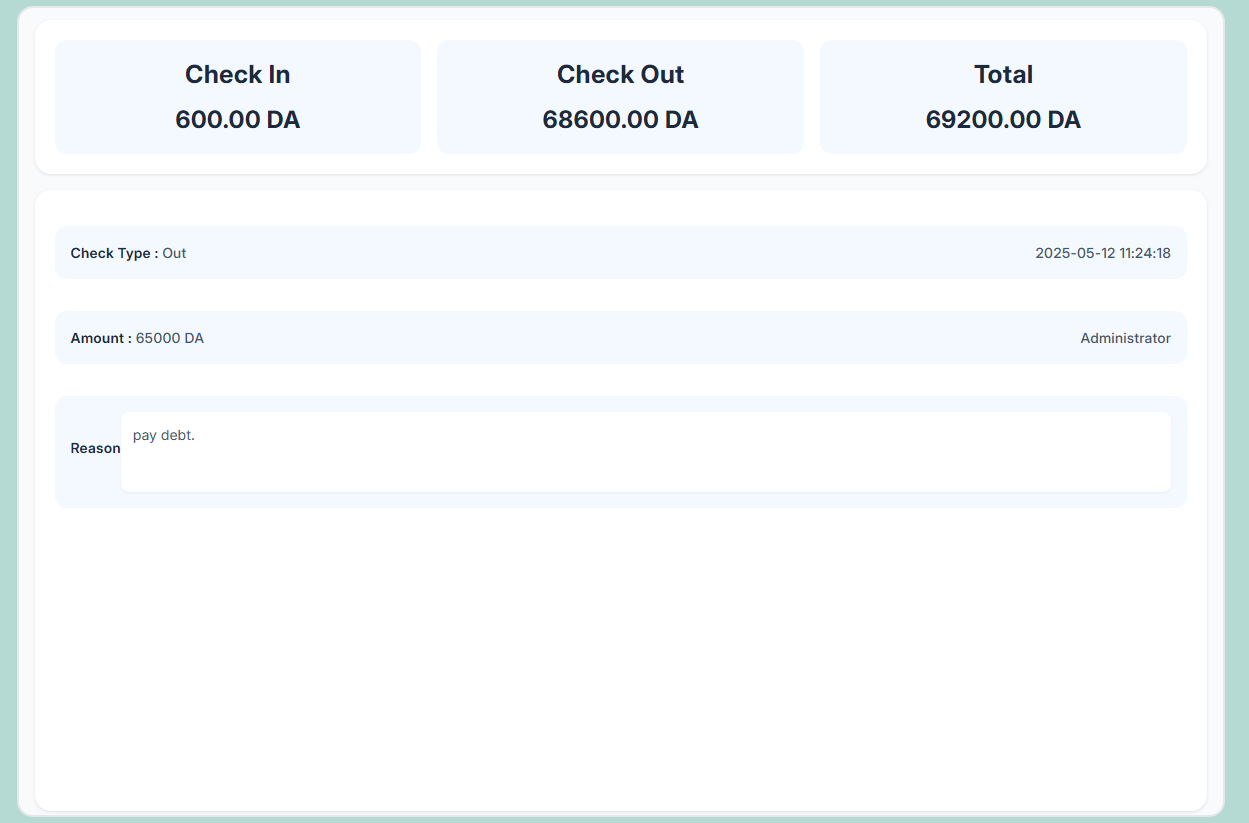 Check In
600.00 DA
Check Out
68600.00 DA
Total
69200.00 DA
Check Type : Out
2025-05-12 11:24:18
Amount : 65000 DA
Administrator
Reason
pay debt.